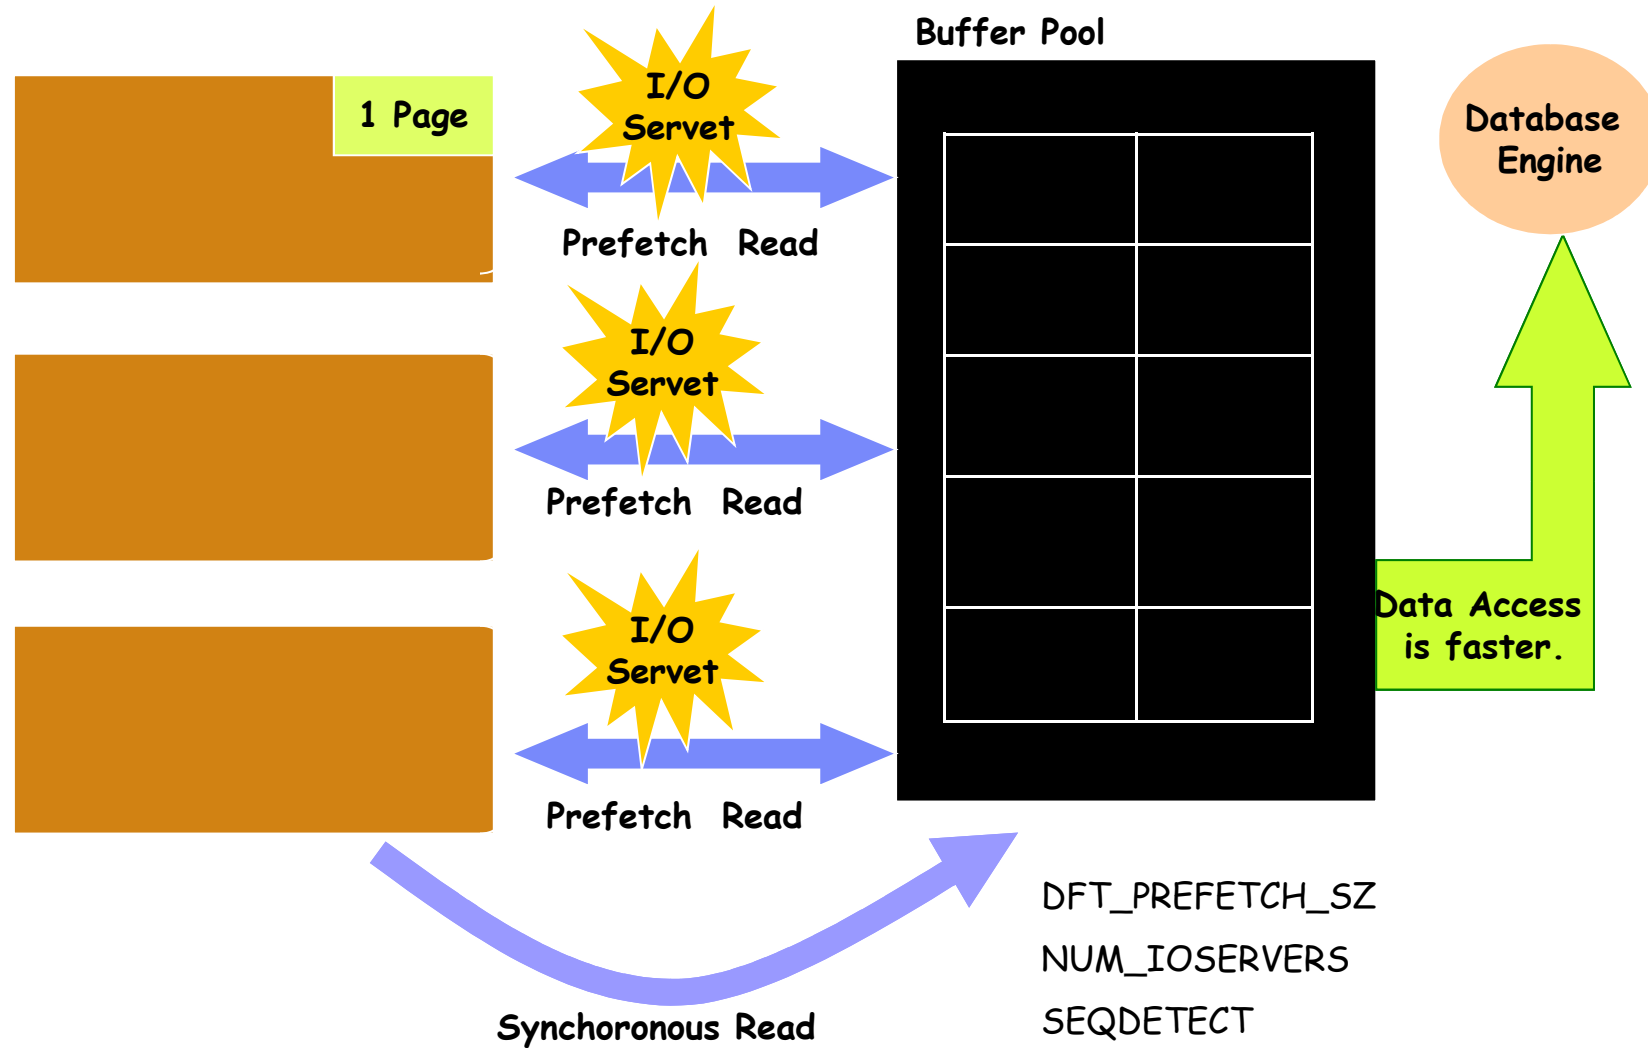 Buffer Pool
I/O
Servet
1 Page
Database
Engine
Prefetch Read
I/O
Servet
Prefetch Read
Data Access
is faster.
I/O
Servet
Prefetch Read
DFT_PREFETCH_SZ
NUM_IOSERVERS
SEQDETECT
Synchoronous Read